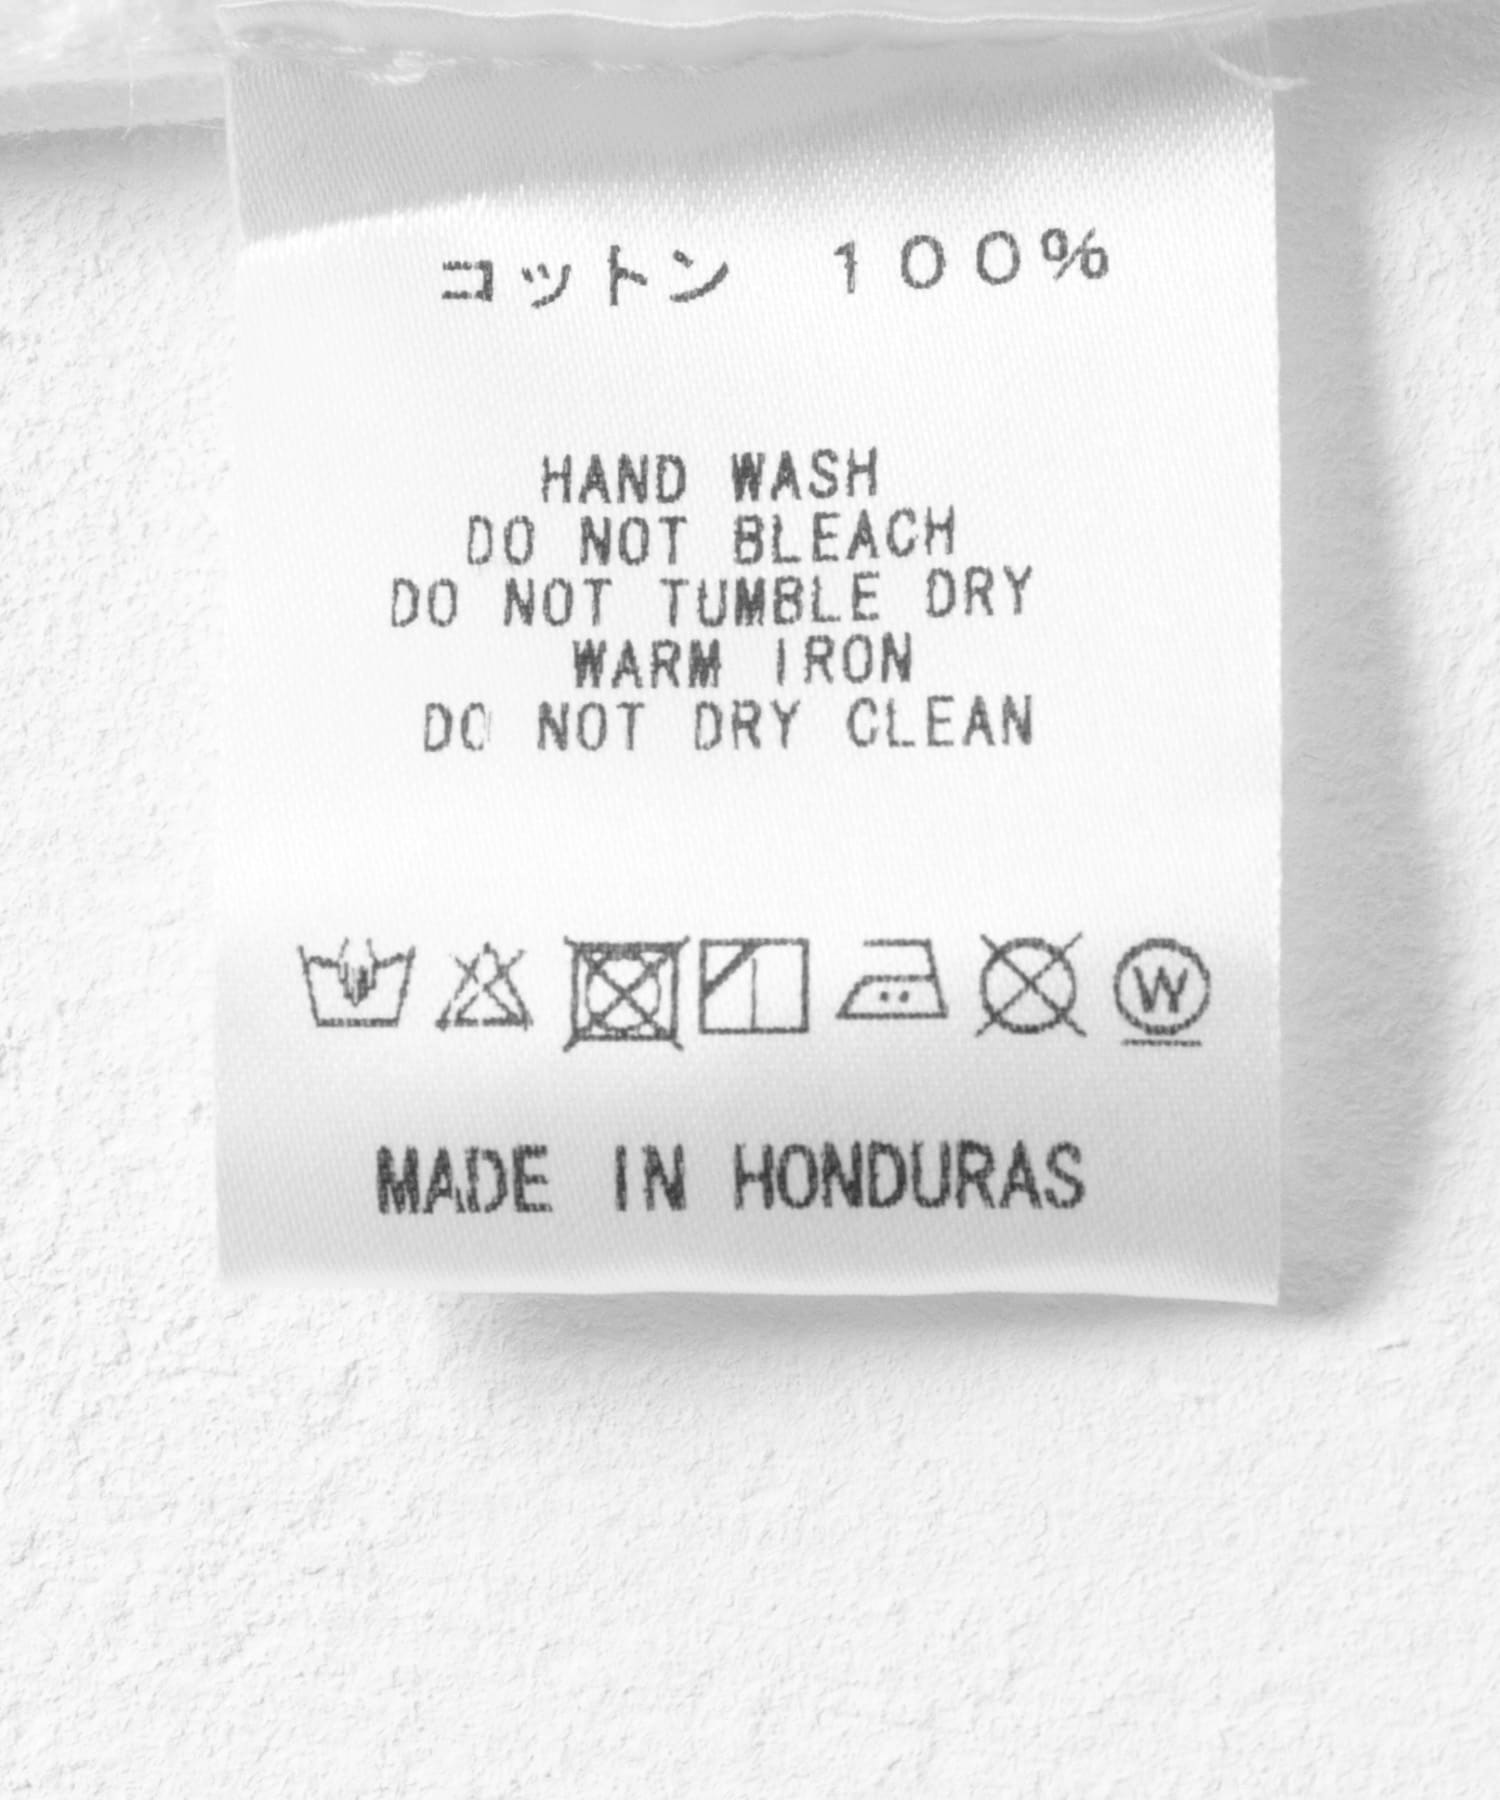 コットン　１００%
HAND WASH
DO NOT BLEACH
DO NOT TUMBLE DRY
WARM IRON
DO NOT DRY CLEAN
W
MADE IN HONDURAS